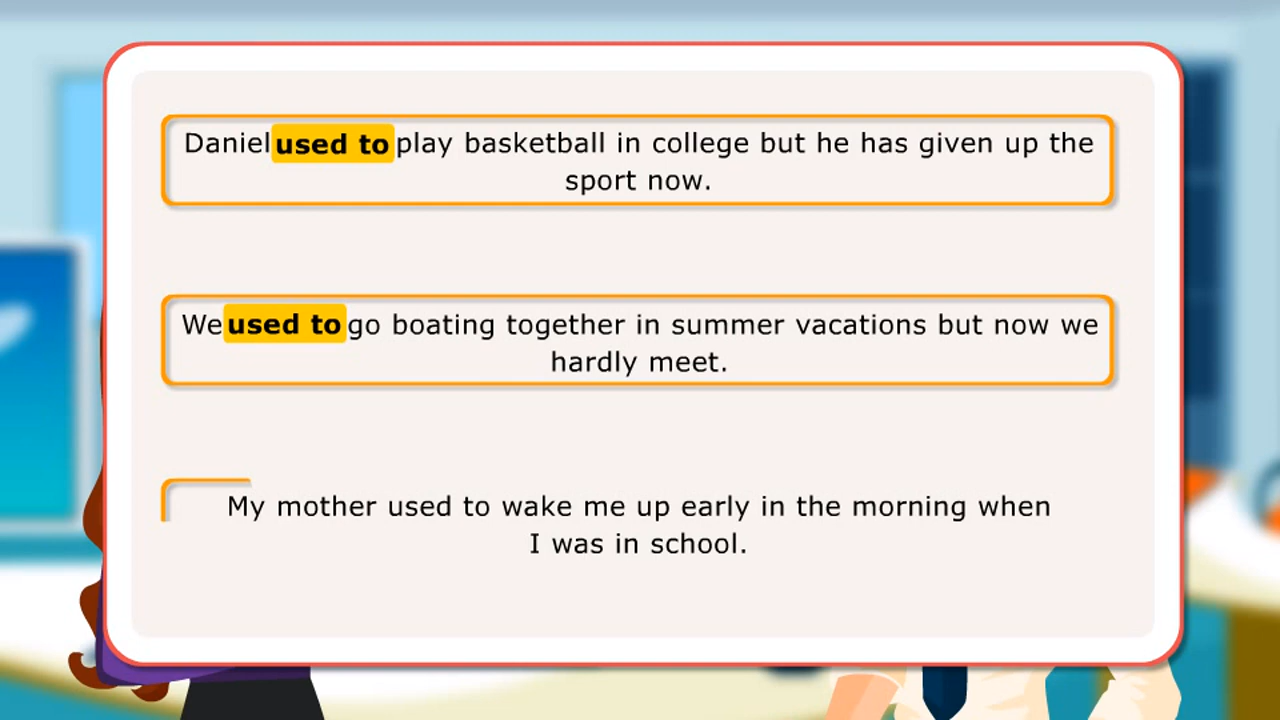 Daniel used to play basketball in college but he has given up the
sport now.
We used to go boating together in summer vacations but now we
hardly meet.
My mother used to wake me up early in the morning when
I was in school.